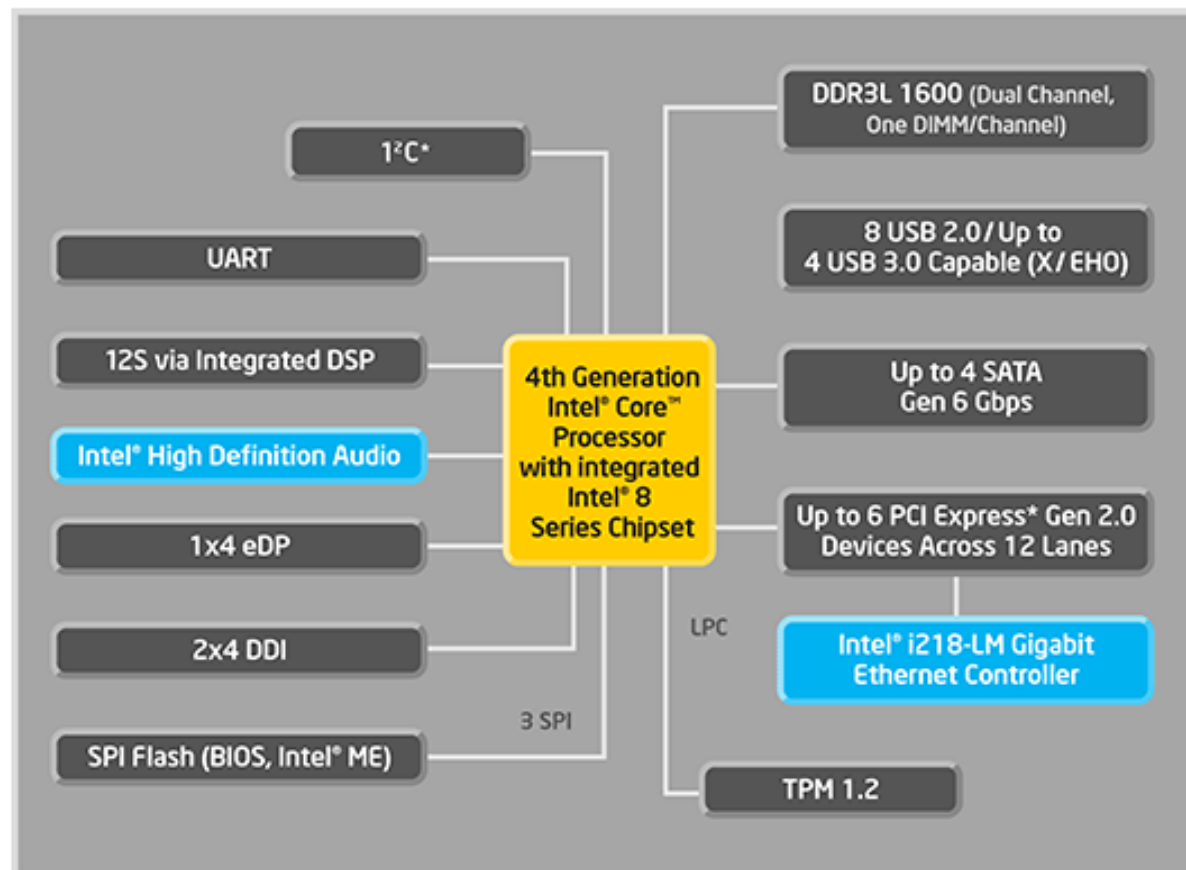 DDR3L 1600 (Dual Channel,
One DIMM/Channel)
1²C*
8 USB 2.0/Up to
4 USB 3.0 Capable (X/EHO)
UART
12S via Integrated DSP
Up to 4 SATA
Gen 6 Gbps
4th Generation
Intel® Core™
Processor
with integrated
Intel® 8
Series Chipset
Intel® High Definition Audio
Up to 6 PCI Express* Gen 2.0
Devices Across 12 Lanes
1x4 eDP
LPC
Intel® i218-LM Gigabit
Ethernet Controller
2x4 DDI
3 SPI
SPI Flash (BIOS, Intel® ME)
TPM 1.2